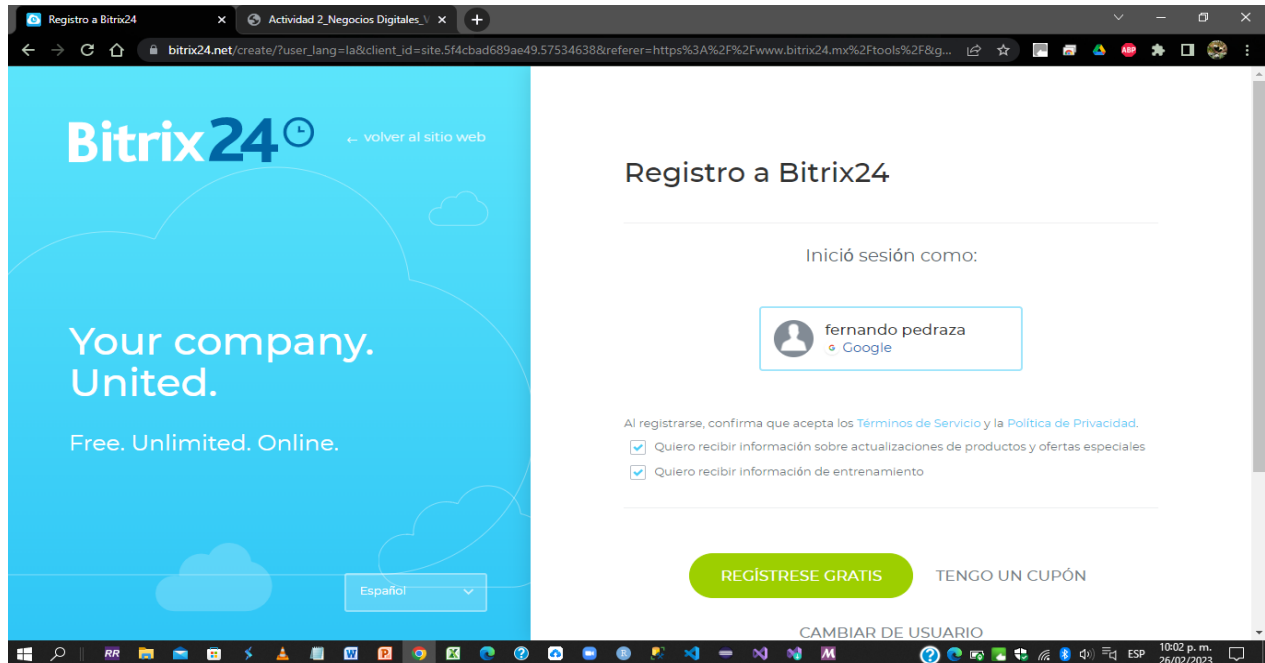 Registro a Bitrix24
Actividad 2_Negocios Digitales_V
bitrix24.net/create/?user_lang=la&client_id=site.5f4cbad689ae49.57534638&referer=https%3A%2F%2Fwww.bitrix24.mx%2Ftools%2F&g...
ABP
Bitrix24
← volver al sitio web
Your company.
United.
Free. Unlimited. Online.
Español
Registro a Bitrix24
Inició sesión como:
fernando pedraza
G Google
Al registrarse, confirma que acepta los Términos de Servicio y la Política de Privacidad.
Quiero recibir información sobre actualizaciones de productos y ofertas especiales
Quiero recibir información de entrenamiento
REGÍSTRESE GRATIS
TENGO UN CUPÓN
CAMBIAR DE USUARIO
RR
ESP
10:02 p. m.
26/02/2023